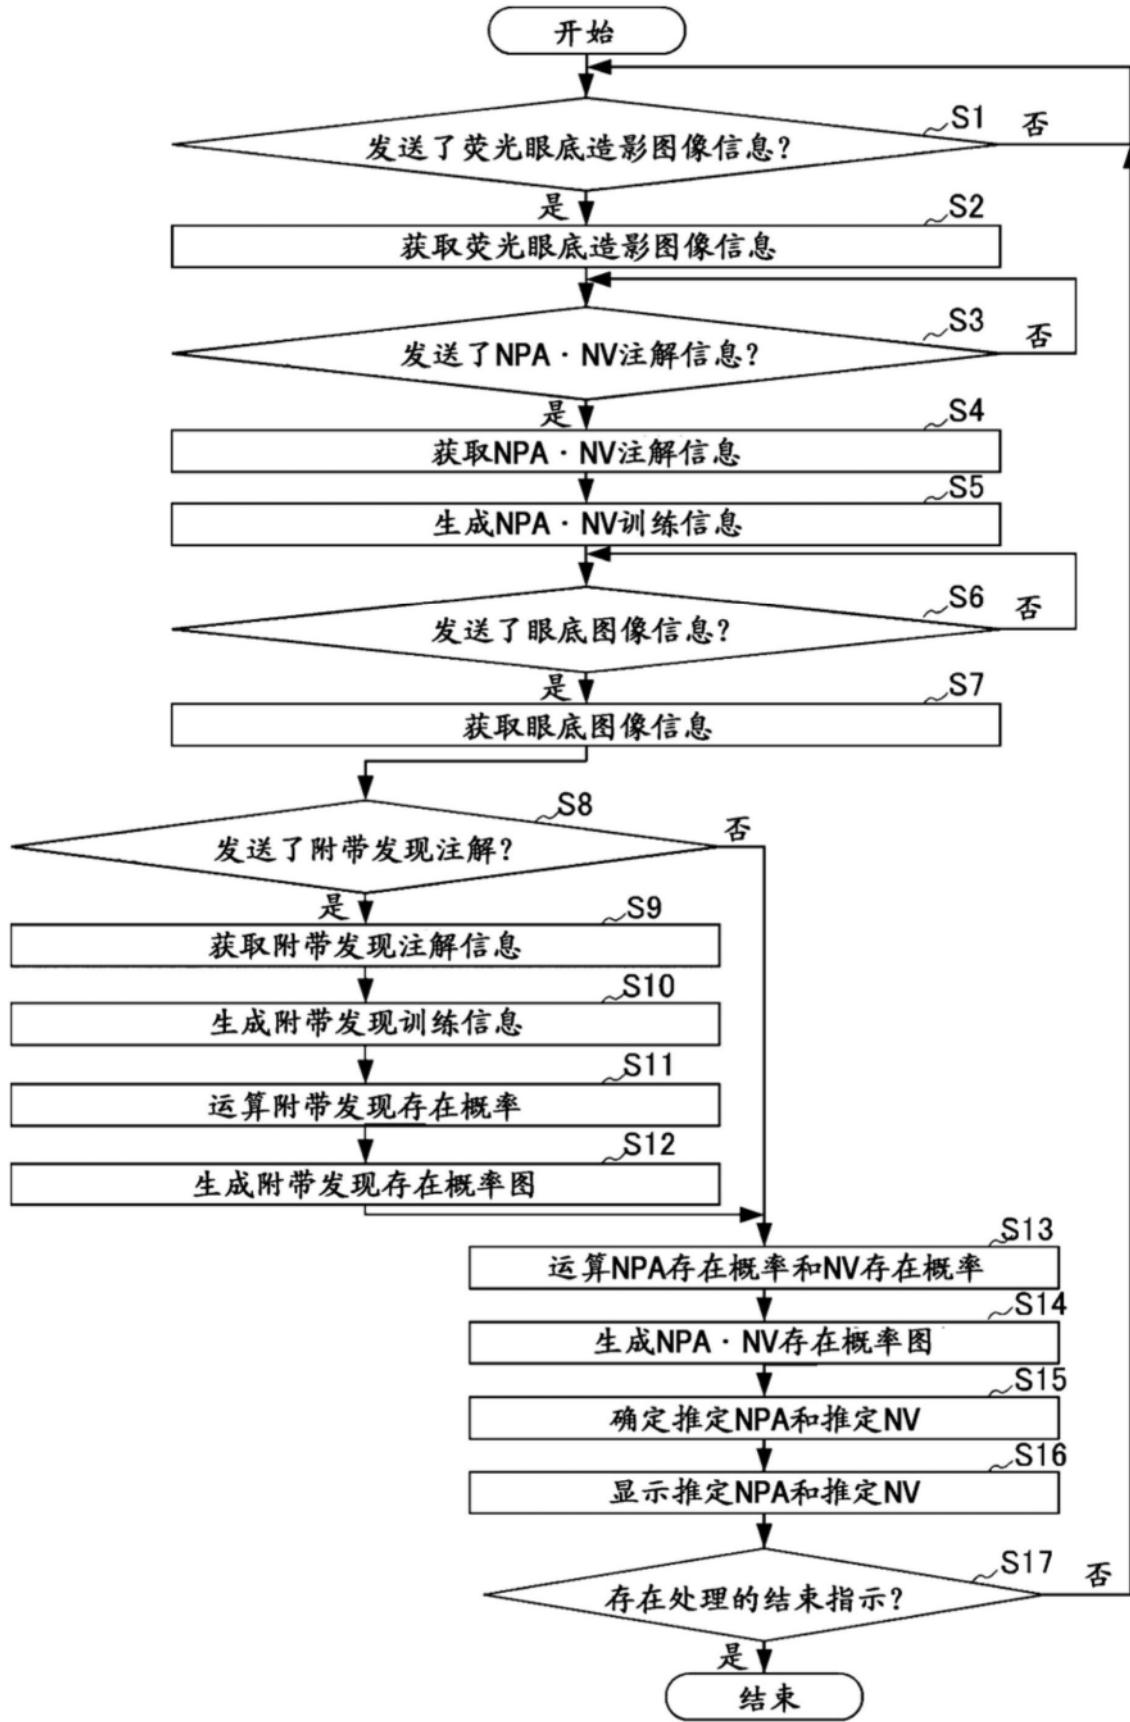 开始
S1
发送了荧光眼底造影图像信息?
否
是
S2
获取荧光眼底造影图像信息
S3
发送了NPA·NV注解信息?
否
是
S4
获取NPA·NV注解信息
S5
生成NPA·NV训练信息
S6
发送了眼底图像信息?
否
是
S7
获取眼底图像信息
S8
发送了附带发现注解?
否
是
S9
获取附带发现注解信息
S10
生成附带发现训练信息
S11
运算附带发现存在概率
S12
生成附带发现存在概率图
S13
运算NPA存在概率和NV存在概率
S14
生成NPA·NV存在概率图
S15
确定推定NPA和推定NV
S16
显示推定NPA和推定NV
S17
存在处理的结束指示?
否
是
结束